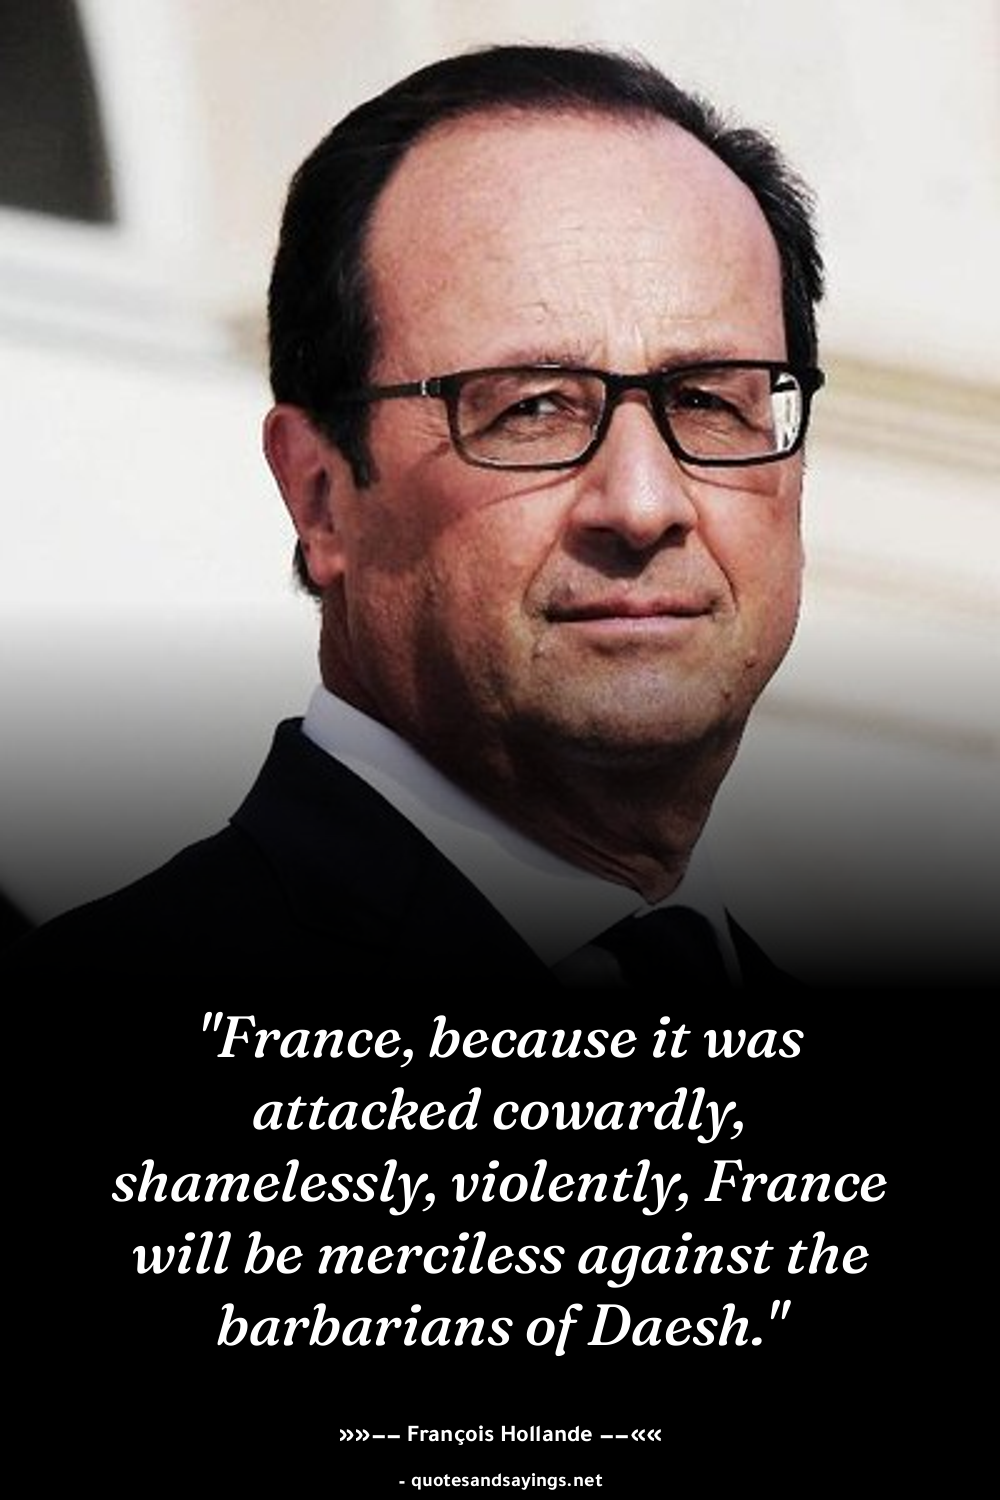 "France, because it was
attacked cowardly,
shamelessly, violently, France
will be merciless against the
barbarians of Daesh."
»»–– François Hollande ––««
- quotesandsayings.net